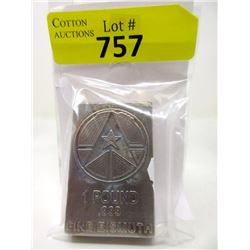 COTTON
AUCTIONS
Lot #
757
1 POUND
.999
FINE BISMUTH